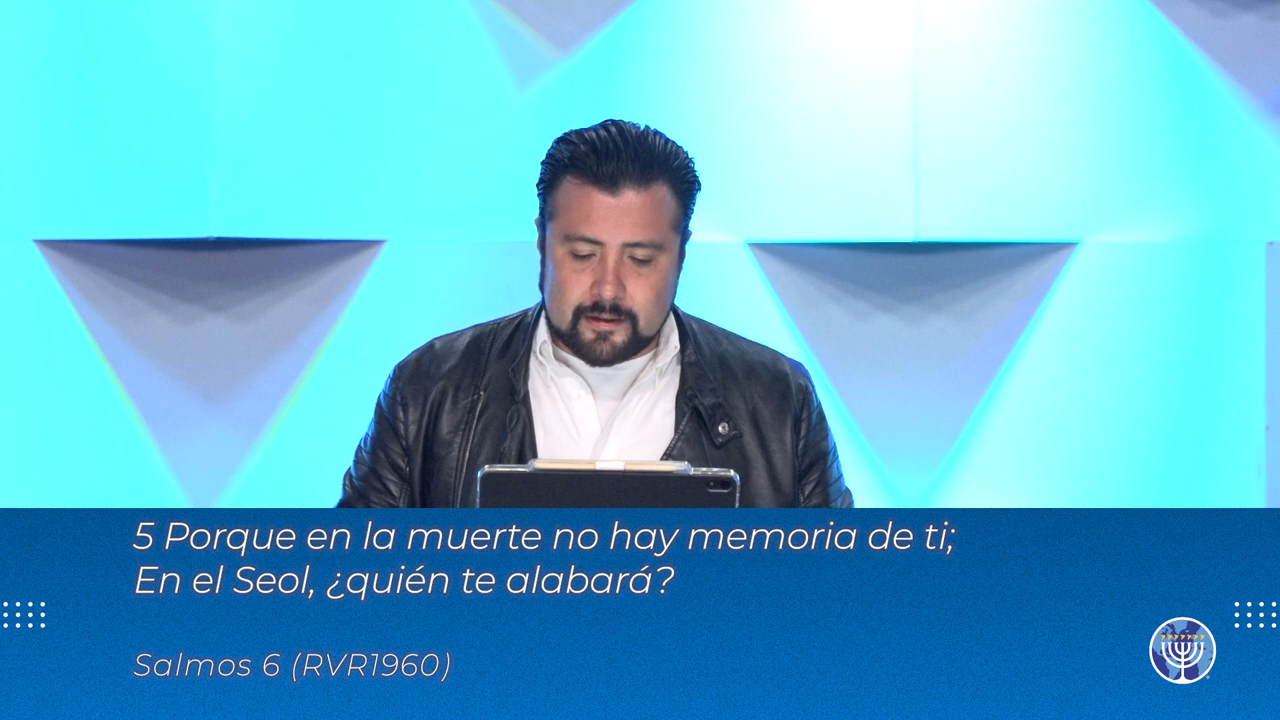 5 Porque en la muerte no hay memoria de ti;
En el Seol, ¿quién te alabará?
Salmos 6 (RVR1960)